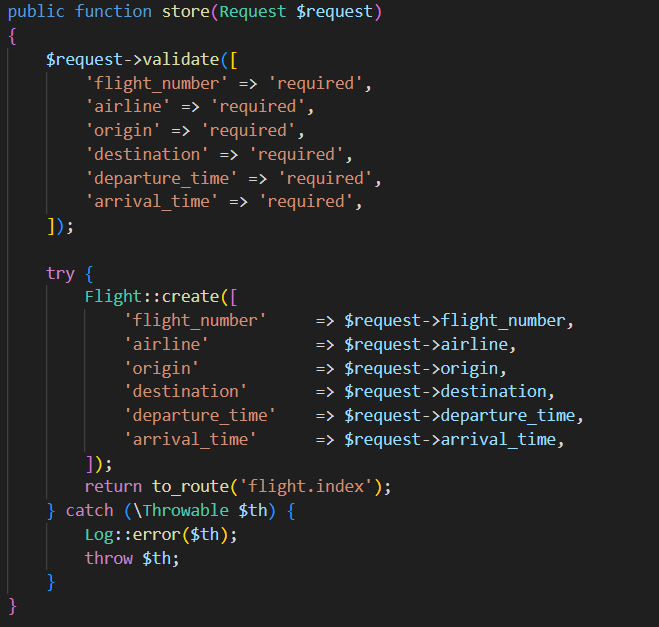 public function store(Request $request)
{
    $request->validate([
        'flight_number' => 'required',
        'airline' => 'required',
        'origin' => 'required',
        'destination' => 'required',
        'departure_time' => 'required',
        'arrival_time' => 'required',
    ]);

    try {
        Flight::create([
            'flight_number'     => $request->flight_number,
            'airline'           => $request->airline,
            'origin'            => $request->origin,
            'destination'       => $request->destination,
            'departure_time'    => $request->departure_time,
            'arrival_time'      => $request->arrival_time,
        ]);
        return to_route('flight.index');
    } catch (\Throwable $th) {
        Log::error($th);
        throw $th;
    }
}